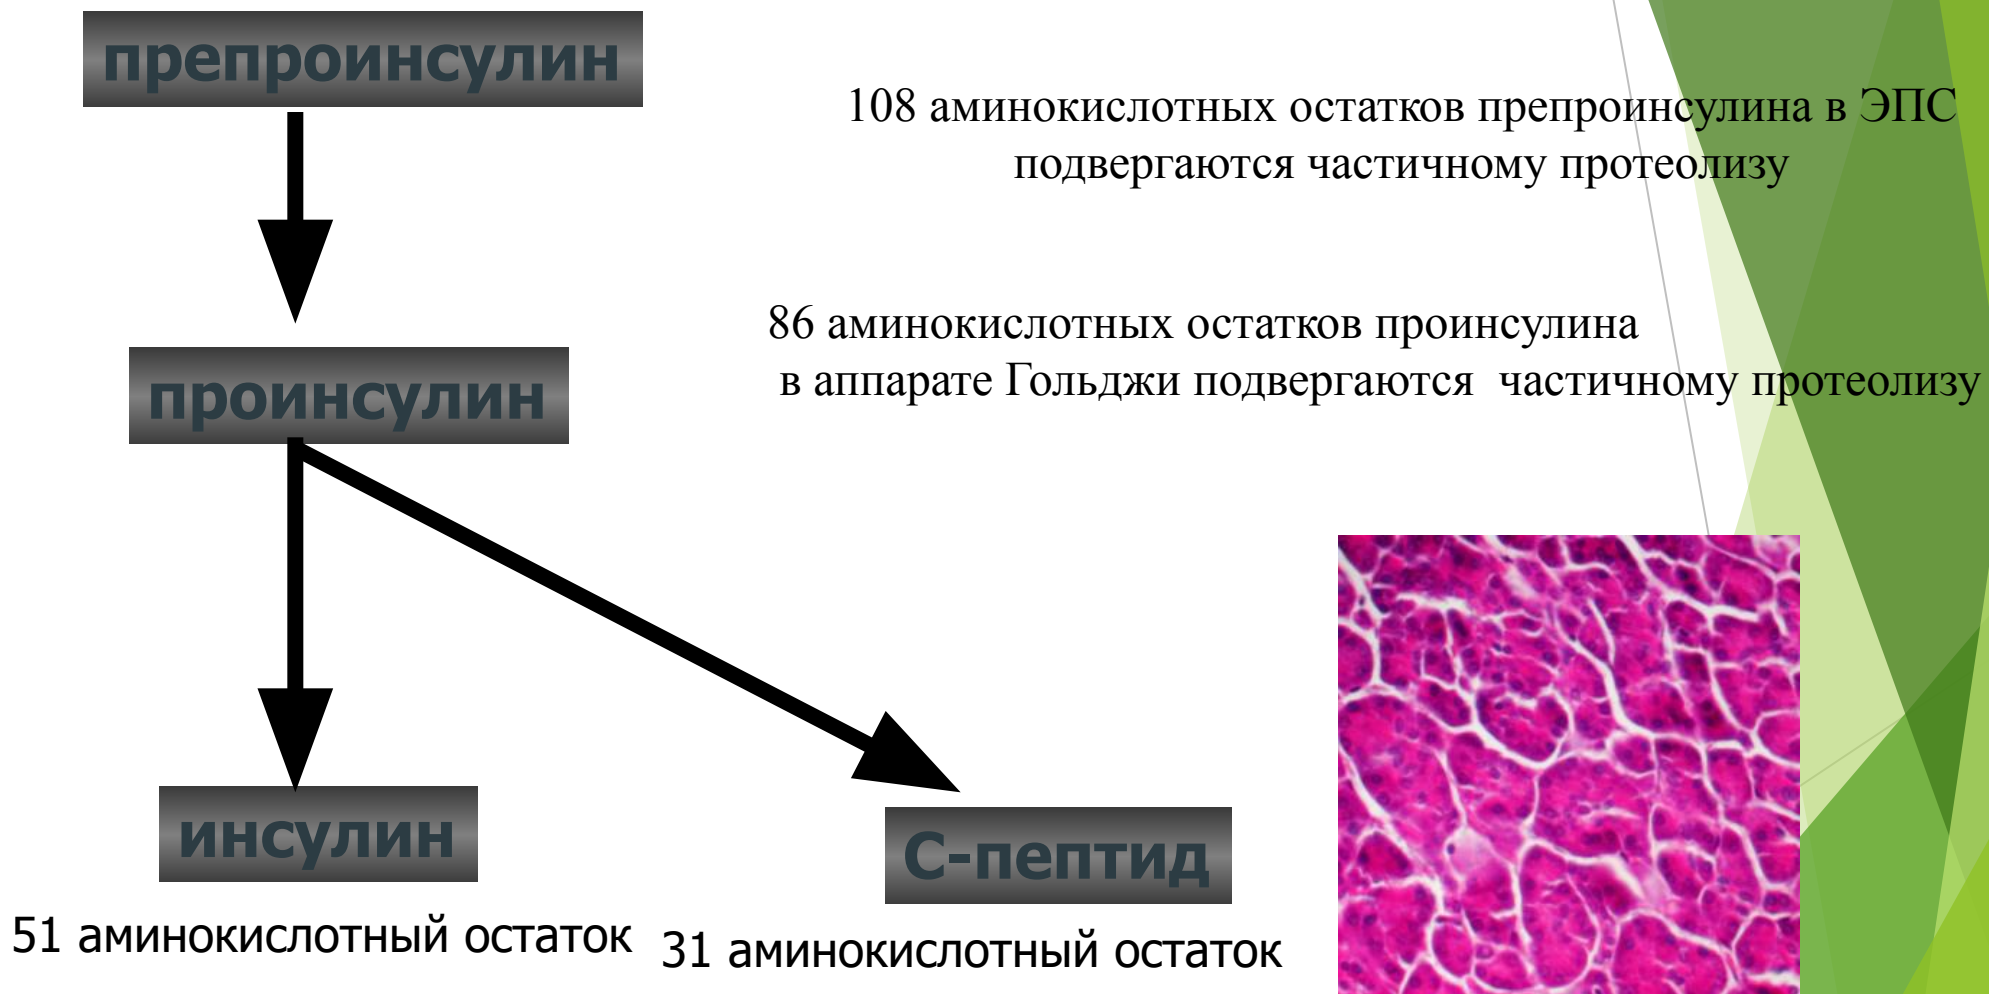 препроинсулин
108 аминокислотных остатков препроинсулина в ЭПС
подвергаются частичному протеолизу
86 аминокислотных остатков проинсулина
в аппарате Гольджи подвергаются частичному протеолизу
проинсулин
инсулин
С-пептид
51 аминокислотный остаток
31 аминокислотный остаток